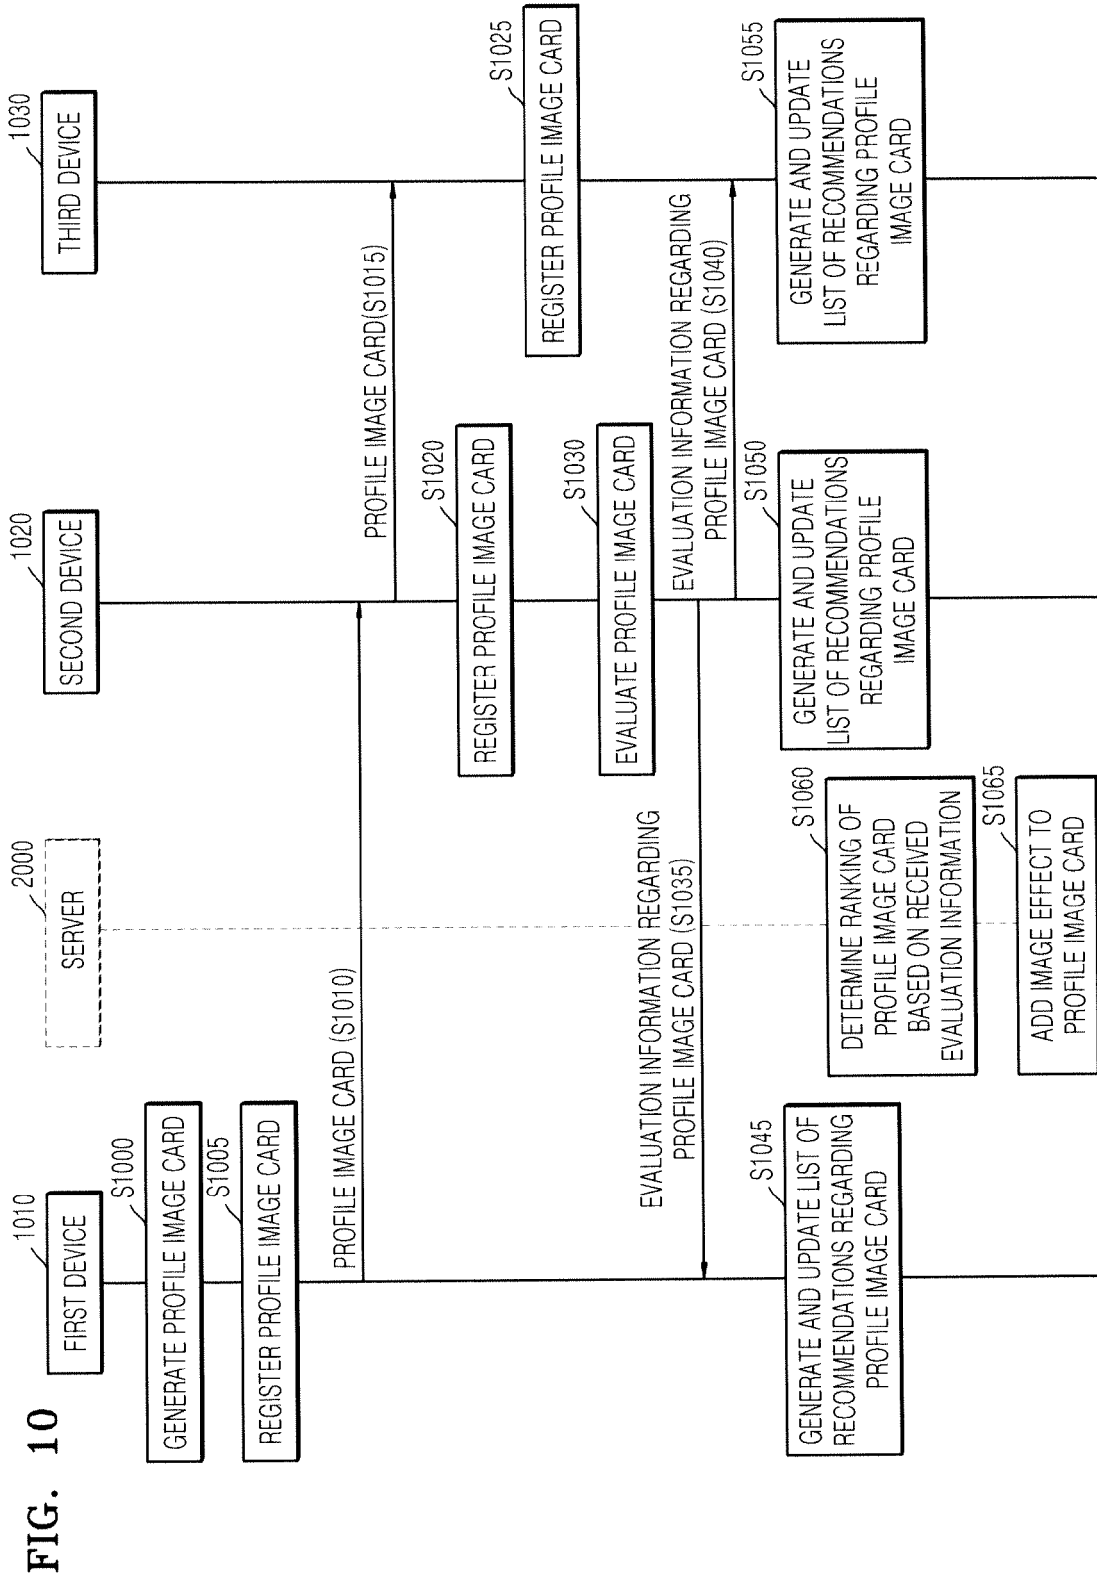 FIG. 10
1010
FIRST DEVICE
2000
SERVER
1020
SECOND DEVICE
1030
THIRD DEVICE
S1000
GENERATE PROFILE IMAGE CARD
S1005
REGISTER PROFILE IMAGE CARD
PROFILE IMAGE CARD (S1010)
PROFILE IMAGE CARD(S1015)
S1020
REGISTER PROFILE IMAGE CARD
S1025
REGISTER PROFILE IMAGE CARD
S1030
EVALUATE PROFILE IMAGE CARD
EVALUATION INFORMATION REGARDING
PROFILE IMAGE CARD (S1035)
EVALUATION INFORMATION REGARDING
PROFILE IMAGE CARD (S1040)
S1045
GENERATE AND UPDATE LIST OF
RECOMMENDATIONS REGARDING
PROFILE IMAGE CARD
S1060
DETERMINE RANKING OF
PROFILE IMAGE CARD
BASED ON RECEIVED
EVALUATION INFORMATION
S1050
GENERATE AND UPDATE
LIST OF RECOMMENDATIONS
REGARDING PROFILE
IMAGE CARD
S1055
GENERATE AND UPDATE
LIST OF RECOMMENDATIONS
REGARDING PROFILE
IMAGE CARD
S1065
ADD IMAGE EFFECT TO
PROFILE IMAGE CARD